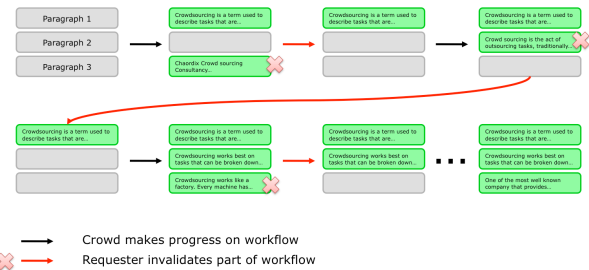 Paragraph 1
Paragraph 2
Paragraph 3
Crowdsourcing is a term used to
describe tasks that are...
Chaordix Crowd sourcing
Consultancy...
Crowdsourcing is a term used to
describe tasks that are...
Crowdsourcing is a term used to
describe tasks that are...
Crowd sourcing is the act of
outsourcing tasks, traditionally...
Crowdsourcing is a term used to
describe tasks that are...
Crowdsourcing is a term used to
describe tasks that are...
Crowdsourcing works best on
tasks that can be broken down...
Crowdsourcing works like a
factory. Every machine has...
Crowdsourcing is a term used to
describe tasks that are...
Crowdsourcing works best on
tasks that can be broken down...
Crowdsourcing is a term used to
describe tasks that are...
Crowdsourcing works best on
tasks that can be broken down...
One of the most well known
company that provides...
Crowd makes progress on workflow
Requester invalidates part of workflow